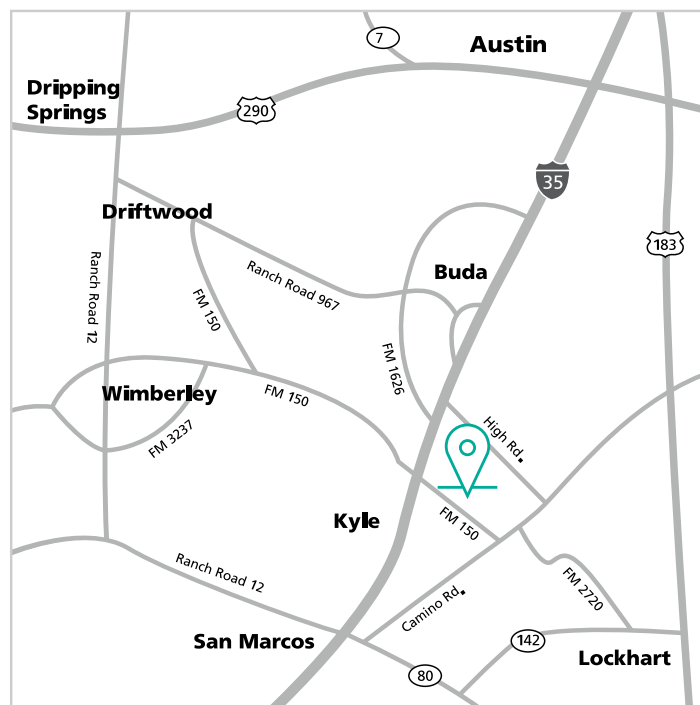 7
Austin
Dripping
Springs
290
35
Driftwood
183
Ranch Road 12
Ranch Road 967
Buda
FM 150
FM 1626
Wimberley
FM 150
FM 3237
High Rd.
Kyle
FM 150
Ranch Road 12
Camino Rd.
FM 2720
San Marcos
142
Lockhart
80